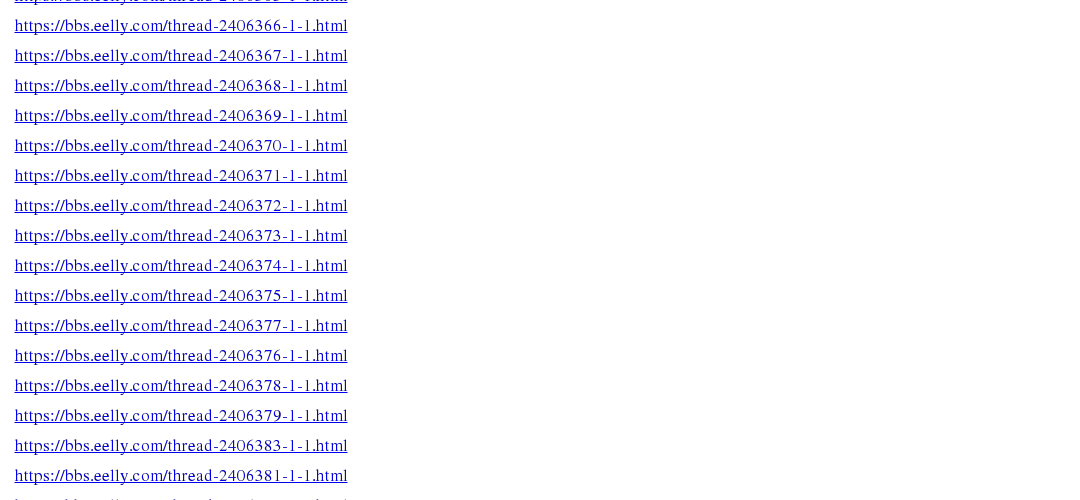 https://bbs.eelly.com/thread-2406366-1-1.html
https://bbs.eelly.com/thread-2406367-1-1.html
https://bbs.eelly.com/thread-2406368-1-1.html
https://bbs.eelly.com/thread-2406369-1-1.html
https://bbs.eelly.com/thread-2406370-1-1.html
https://bbs.eelly.com/thread-2406371-1-1.html
https://bbs.eelly.com/thread-2406372-1-1.html
https://bbs.eelly.com/thread-2406373-1-1.html
https://bbs.eelly.com/thread-2406374-1-1.html
https://bbs.eelly.com/thread-2406375-1-1.html
https://bbs.eelly.com/thread-2406377-1-1.html
https://bbs.eelly.com/thread-2406376-1-1.html
https://bbs.eelly.com/thread-2406378-1-1.html
https://bbs.eelly.com/thread-2406379-1-1.html
https://bbs.eelly.com/thread-2406383-1-1.html
https://bbs.eelly.com/thread-2406381-1-1.html